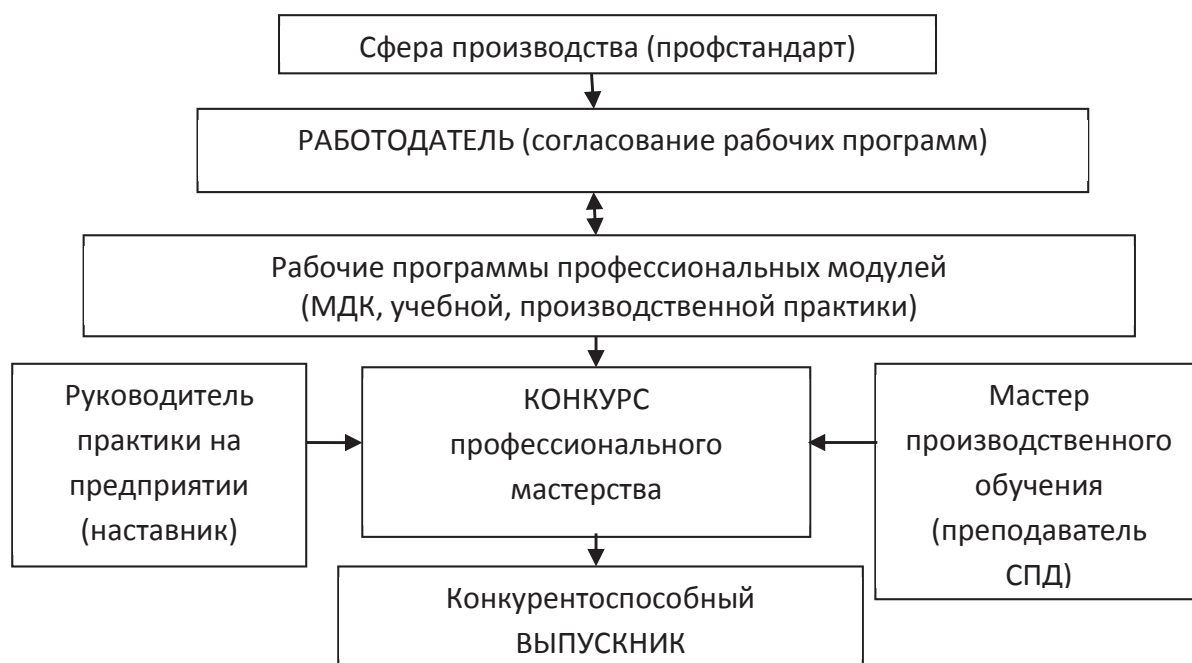 Сфера производства (профстандарт)
РАБОТОДАТЕЛЬ (согласование рабочих программ)
Рабочие программы профессиональных модулей
(МДК, учебной, производственной практики)
Руководитель
практики на
предприятии
(наставник)
КОНКУРС
профессионального
мастерства
Мастер
производственного
обучения
(преподаватель
СПД)
Конкурентоспособный
ВЫПУСКНИК